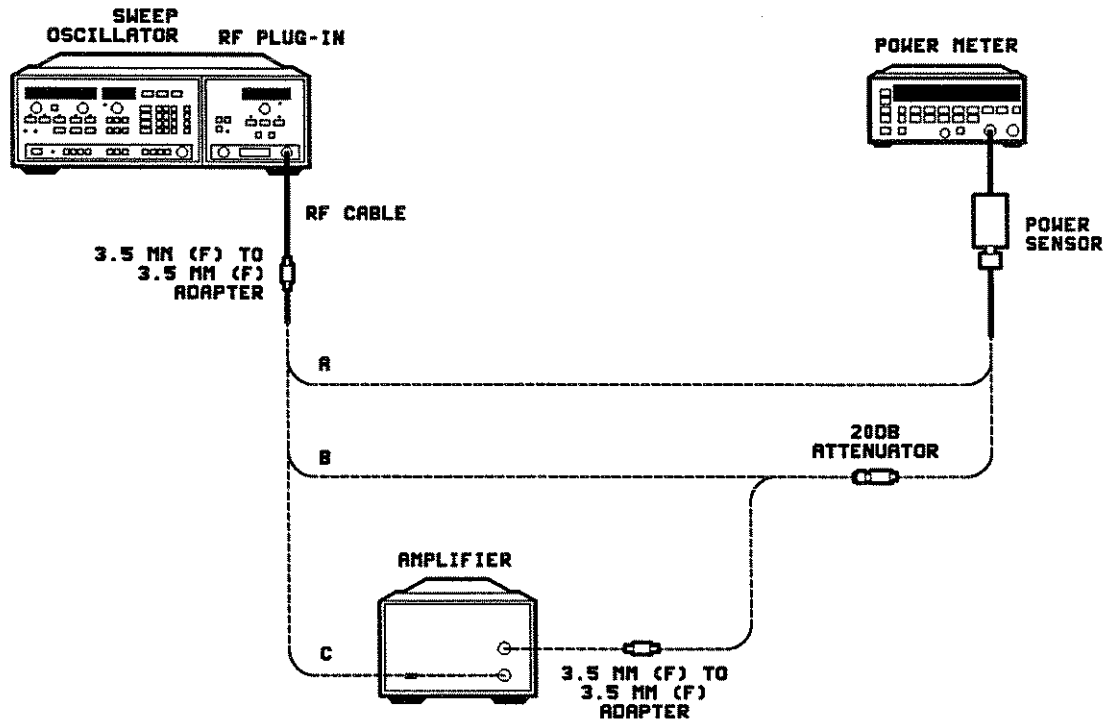 SWEEP
OSCILLATOR
RF PLUG-IN
POWER METER
RF CABLE
POWER
SENSOR
3.5 MM (F) TO
3.5 MM (F)
ADAPTER
A
20DB
ATTENUATOR
B
AMPLIFIER
C
3.5 MM (F) TO
3.5 MM (F)
ADAPTER